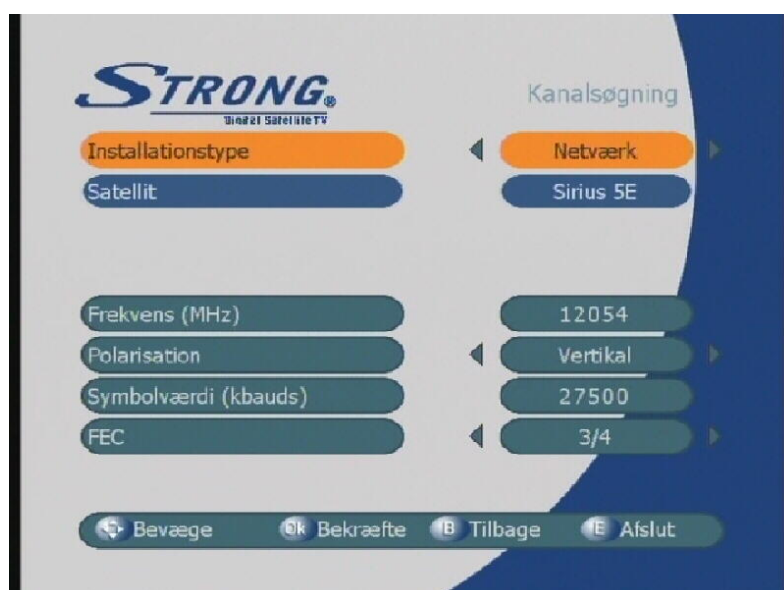 STRONG®
Digital Satellite TV
Kanalsøgning
Installationstype Netværk
Satellit Sirius 5E
Frekvens (MHz) 12054
Polarisation Vertikal
Symbolværdi (kbauds) 27500
FEC 3/4
Bevæge Ok Bekræfte B Tilbage E Afslut